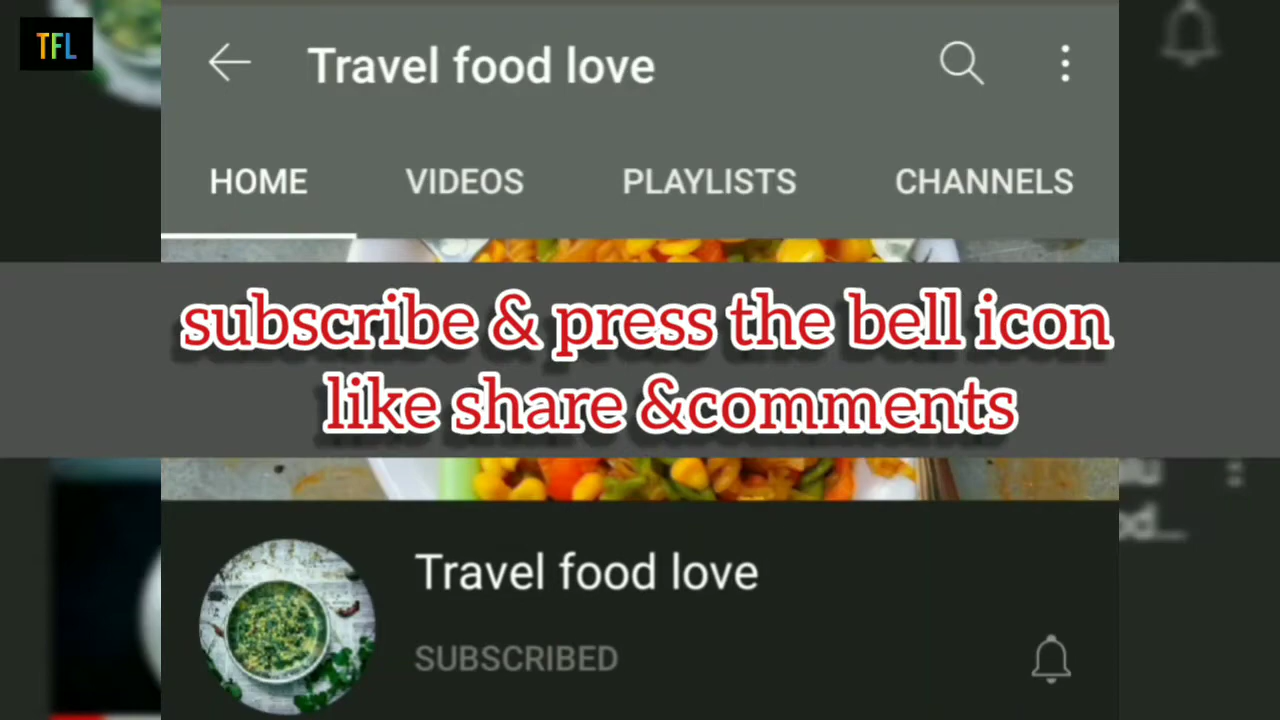 TFL
Travel food love
HOME VIDEOS PLAYLISTS CHANNELS
subscribe & press the bell icon
like share &comments
Travel food love
SUBSCRIBED